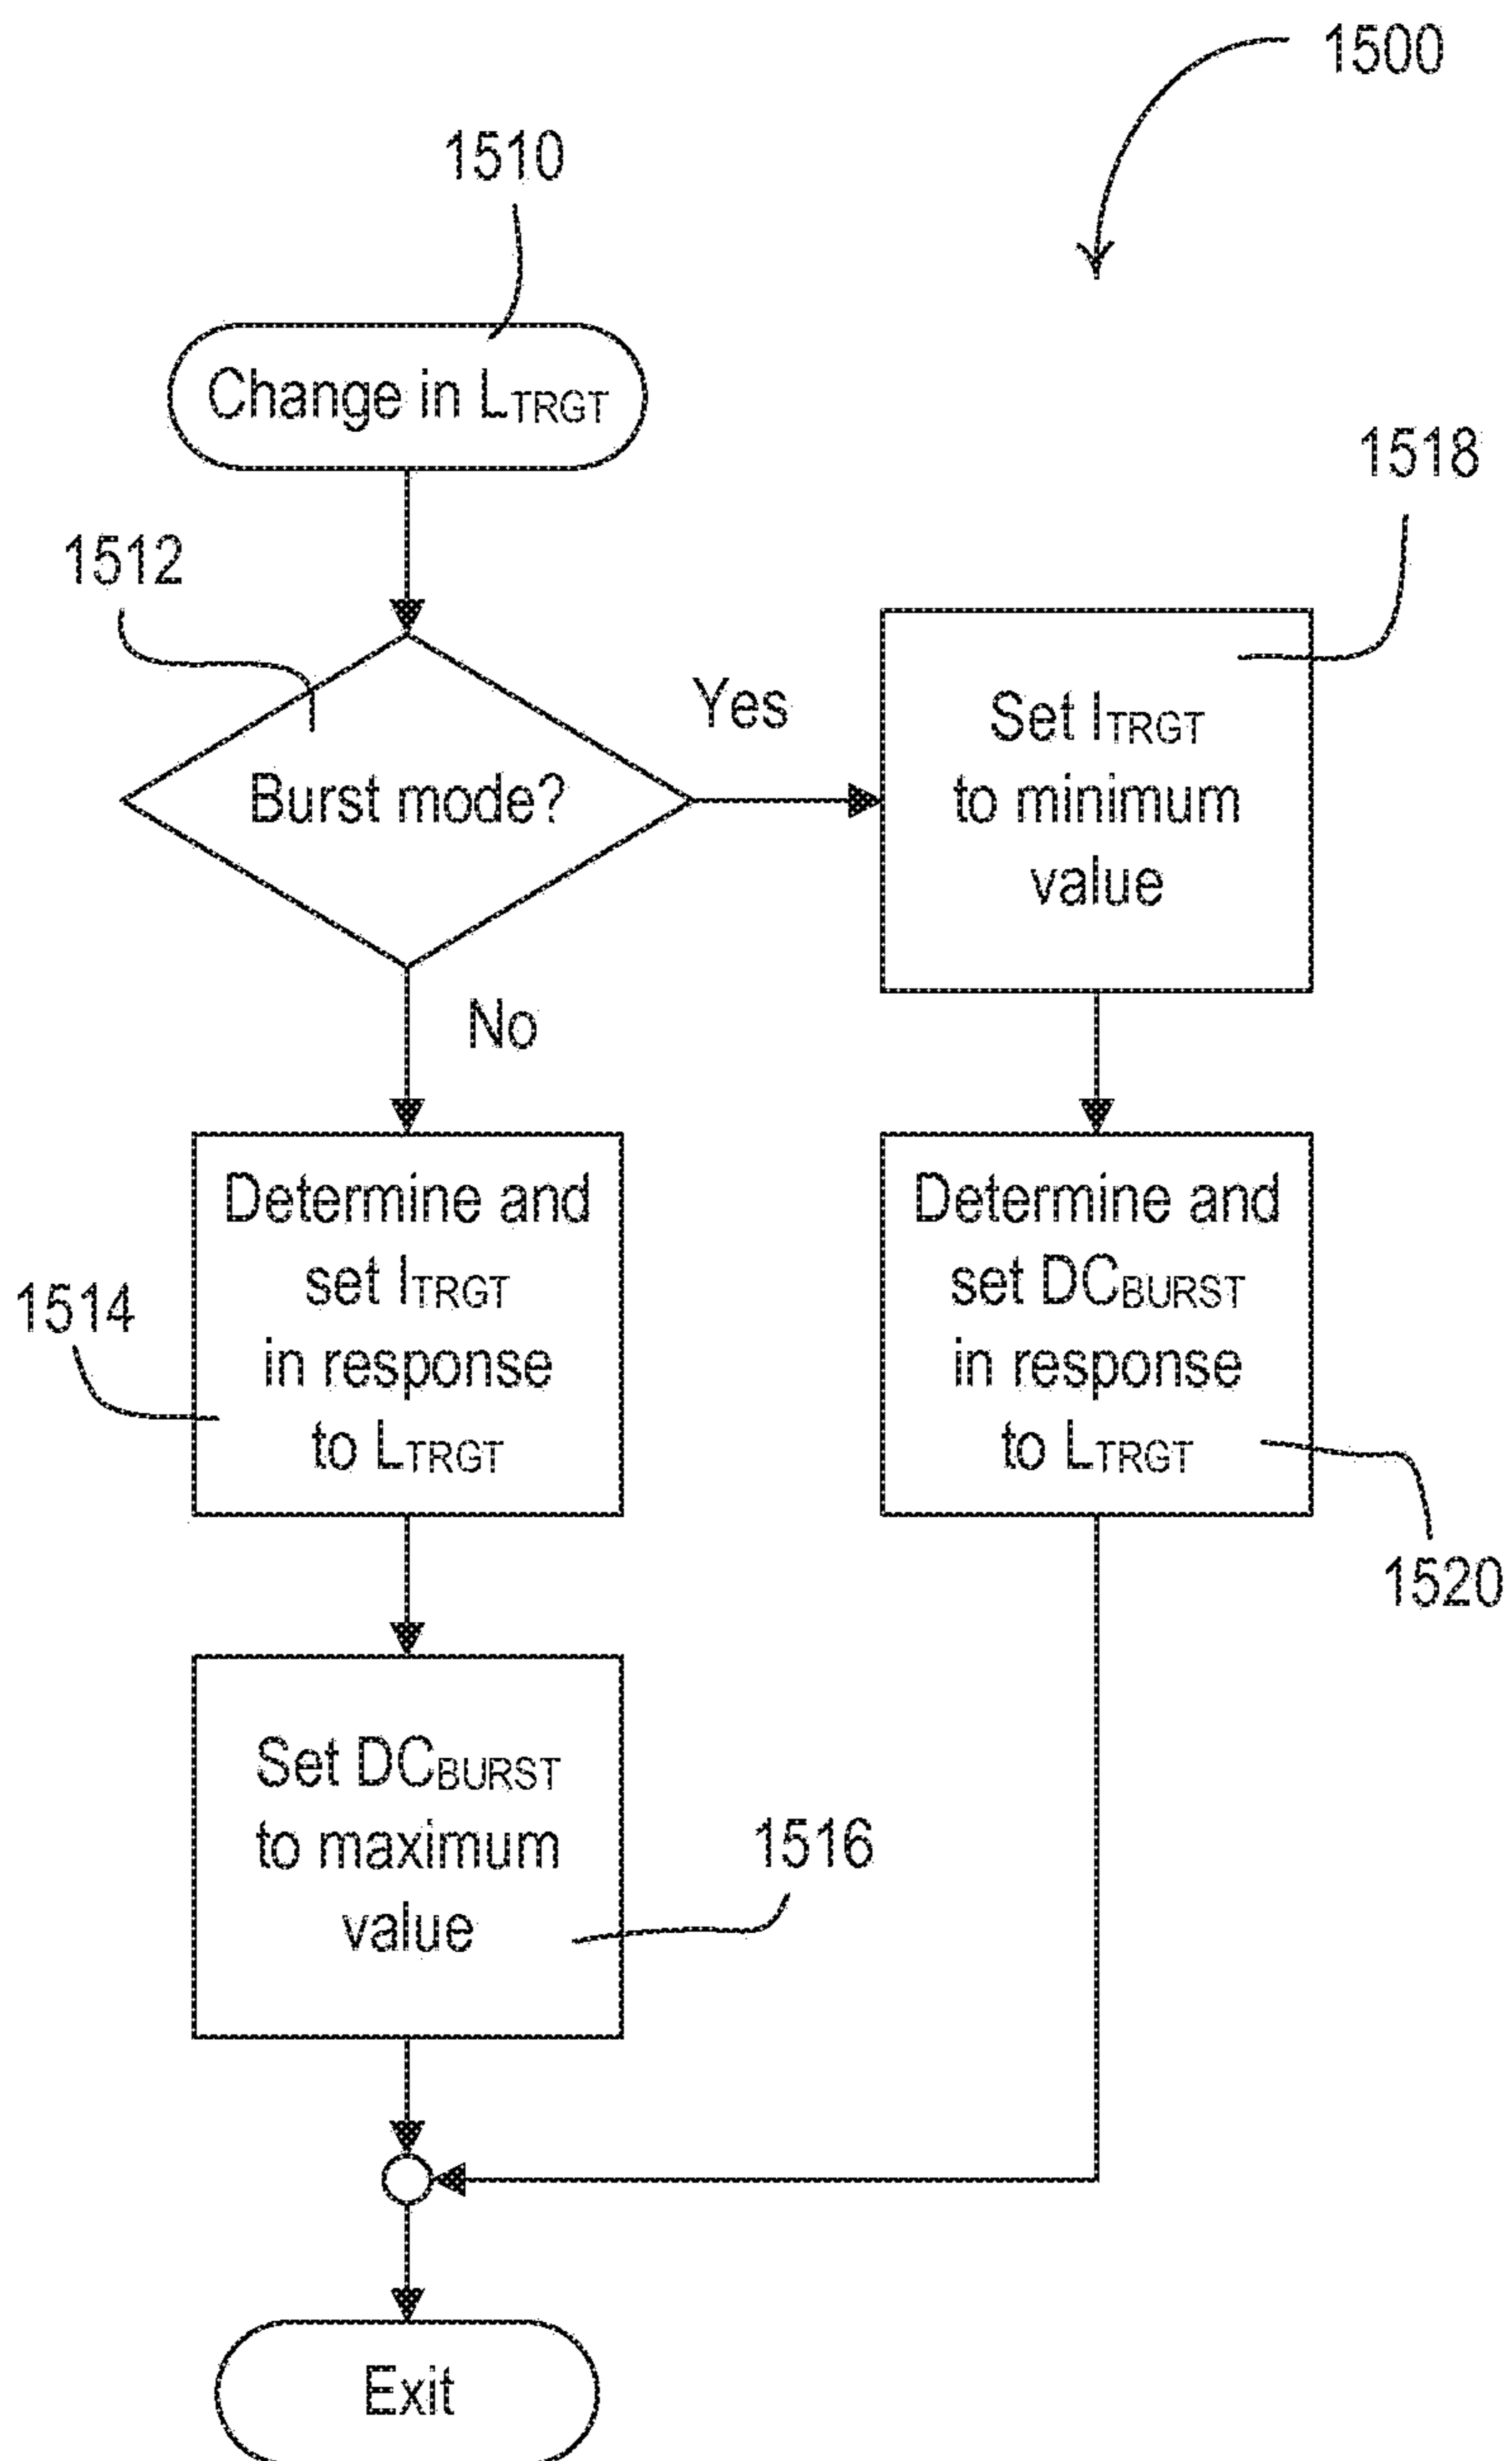 1500
1510
Change in LTRGT
1518
1512
Yes
Set ITRGT
to minimum
value
Burst mode?
No
Determine and
set ITRGT
in response
to LTRGT
1514
Determine and
set DCBURST
in response
to LTRGT
1520
Set DCBURST
to maximum
value
1516
Exit